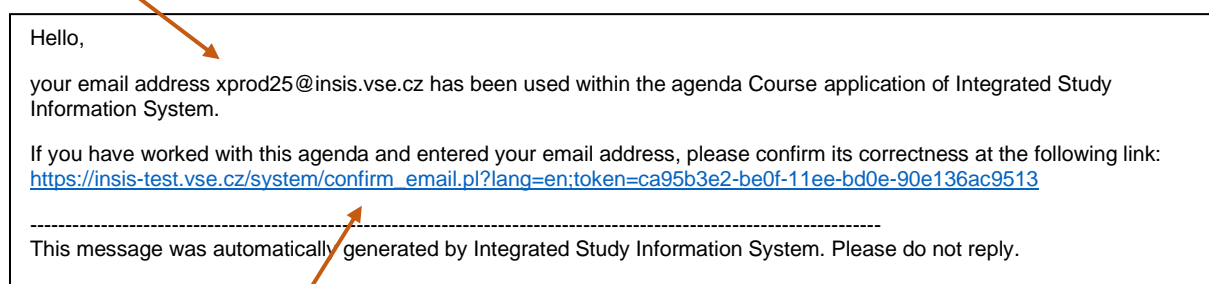 Hello,
your email address xprod25@insis.vse.cz has been used within the agenda Course application of Integrated Study
Information System.
If you have worked with this agenda and entered your email address, please confirm its correctness at the following link:
https://insis-test.vse.cz/system/confirm_email.pl?lang=en;token=ca95b3e2-be0f-11ee-bd0e-90e136ac9513
--------------------------------------------------------------------------------------------------------------
This message was automatically generated by Integrated Study Information System. Please do not reply.